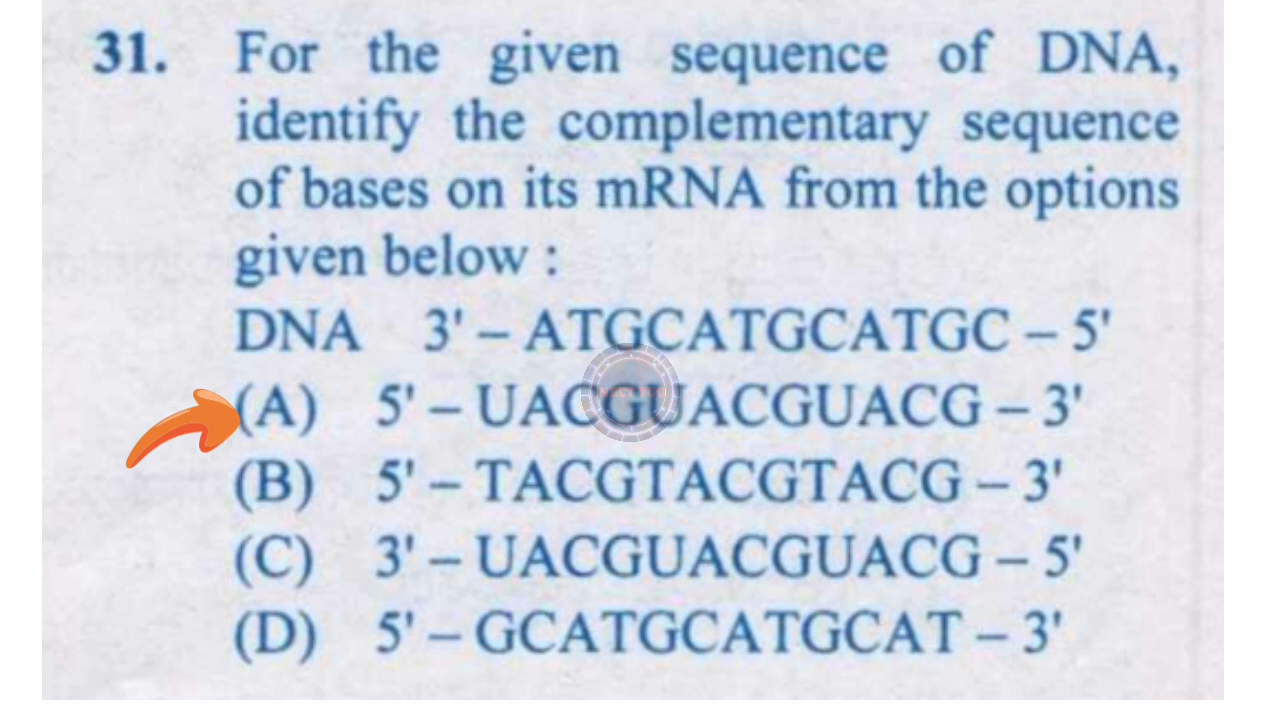 31. For the given sequence of DNA,
identify the complementary sequence
of bases on its mRNA from the options
given below :
DNA 3' – ATGCATGCATGC – 5'
(A) 5' – UACGUACGUACG – 3'
(B) 5' – TACGTACGTACG – 3'
(C) 3' – UACGUACGUACG – 5'
(D) 5' – GCATGCATGCAT – 3'